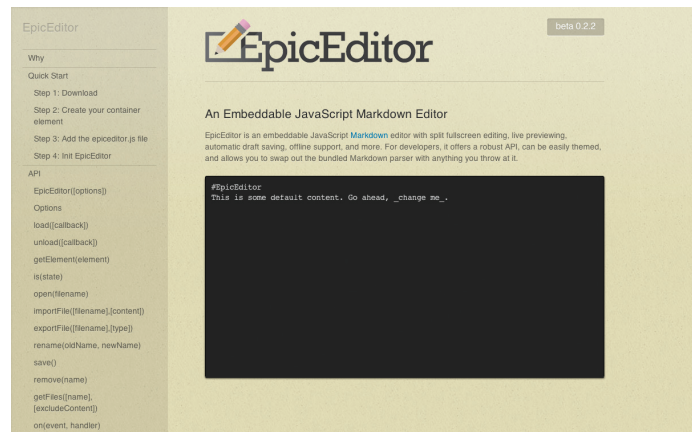 EpicEditor
Why
Quick Start
Step 1: Download
Step 2: Create your container
element
Step 3: Add the epiceditor.js file
Step 4: Init EpicEditor
API
EpicEditor([options])
Options
load([callback])
unload([callback])
getElement(element)
is(state)
open(filename)
importFile([filename],[content])
exportFile([filename],[type])
rename(oldName, newName)
save()
remove(name)
getFiles([name],
[excludeContent])
on(event, handler)
EpicEditor
beta 0.2.2
An Embeddable JavaScript Markdown Editor
EpicEditor is an embeddable JavaScript Markdown editor with split fullscreen editing, live previewing,
automatic draft saving, offline support, and more. For developers, it offers a robust API, can be easily themed,
and allows you to swap out the bundled Markdown parser with anything you throw at it.
#EpicEditor
This is some default content. Go ahead, _change me_.